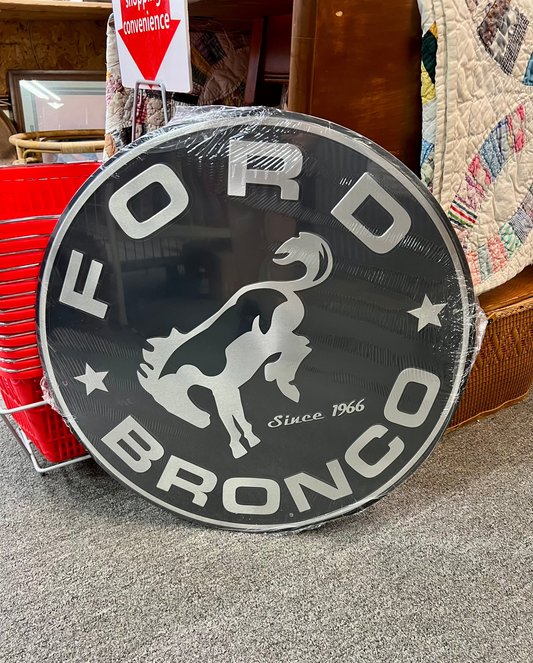 shopping
convenience
FORD
Since 1966
BRONCO